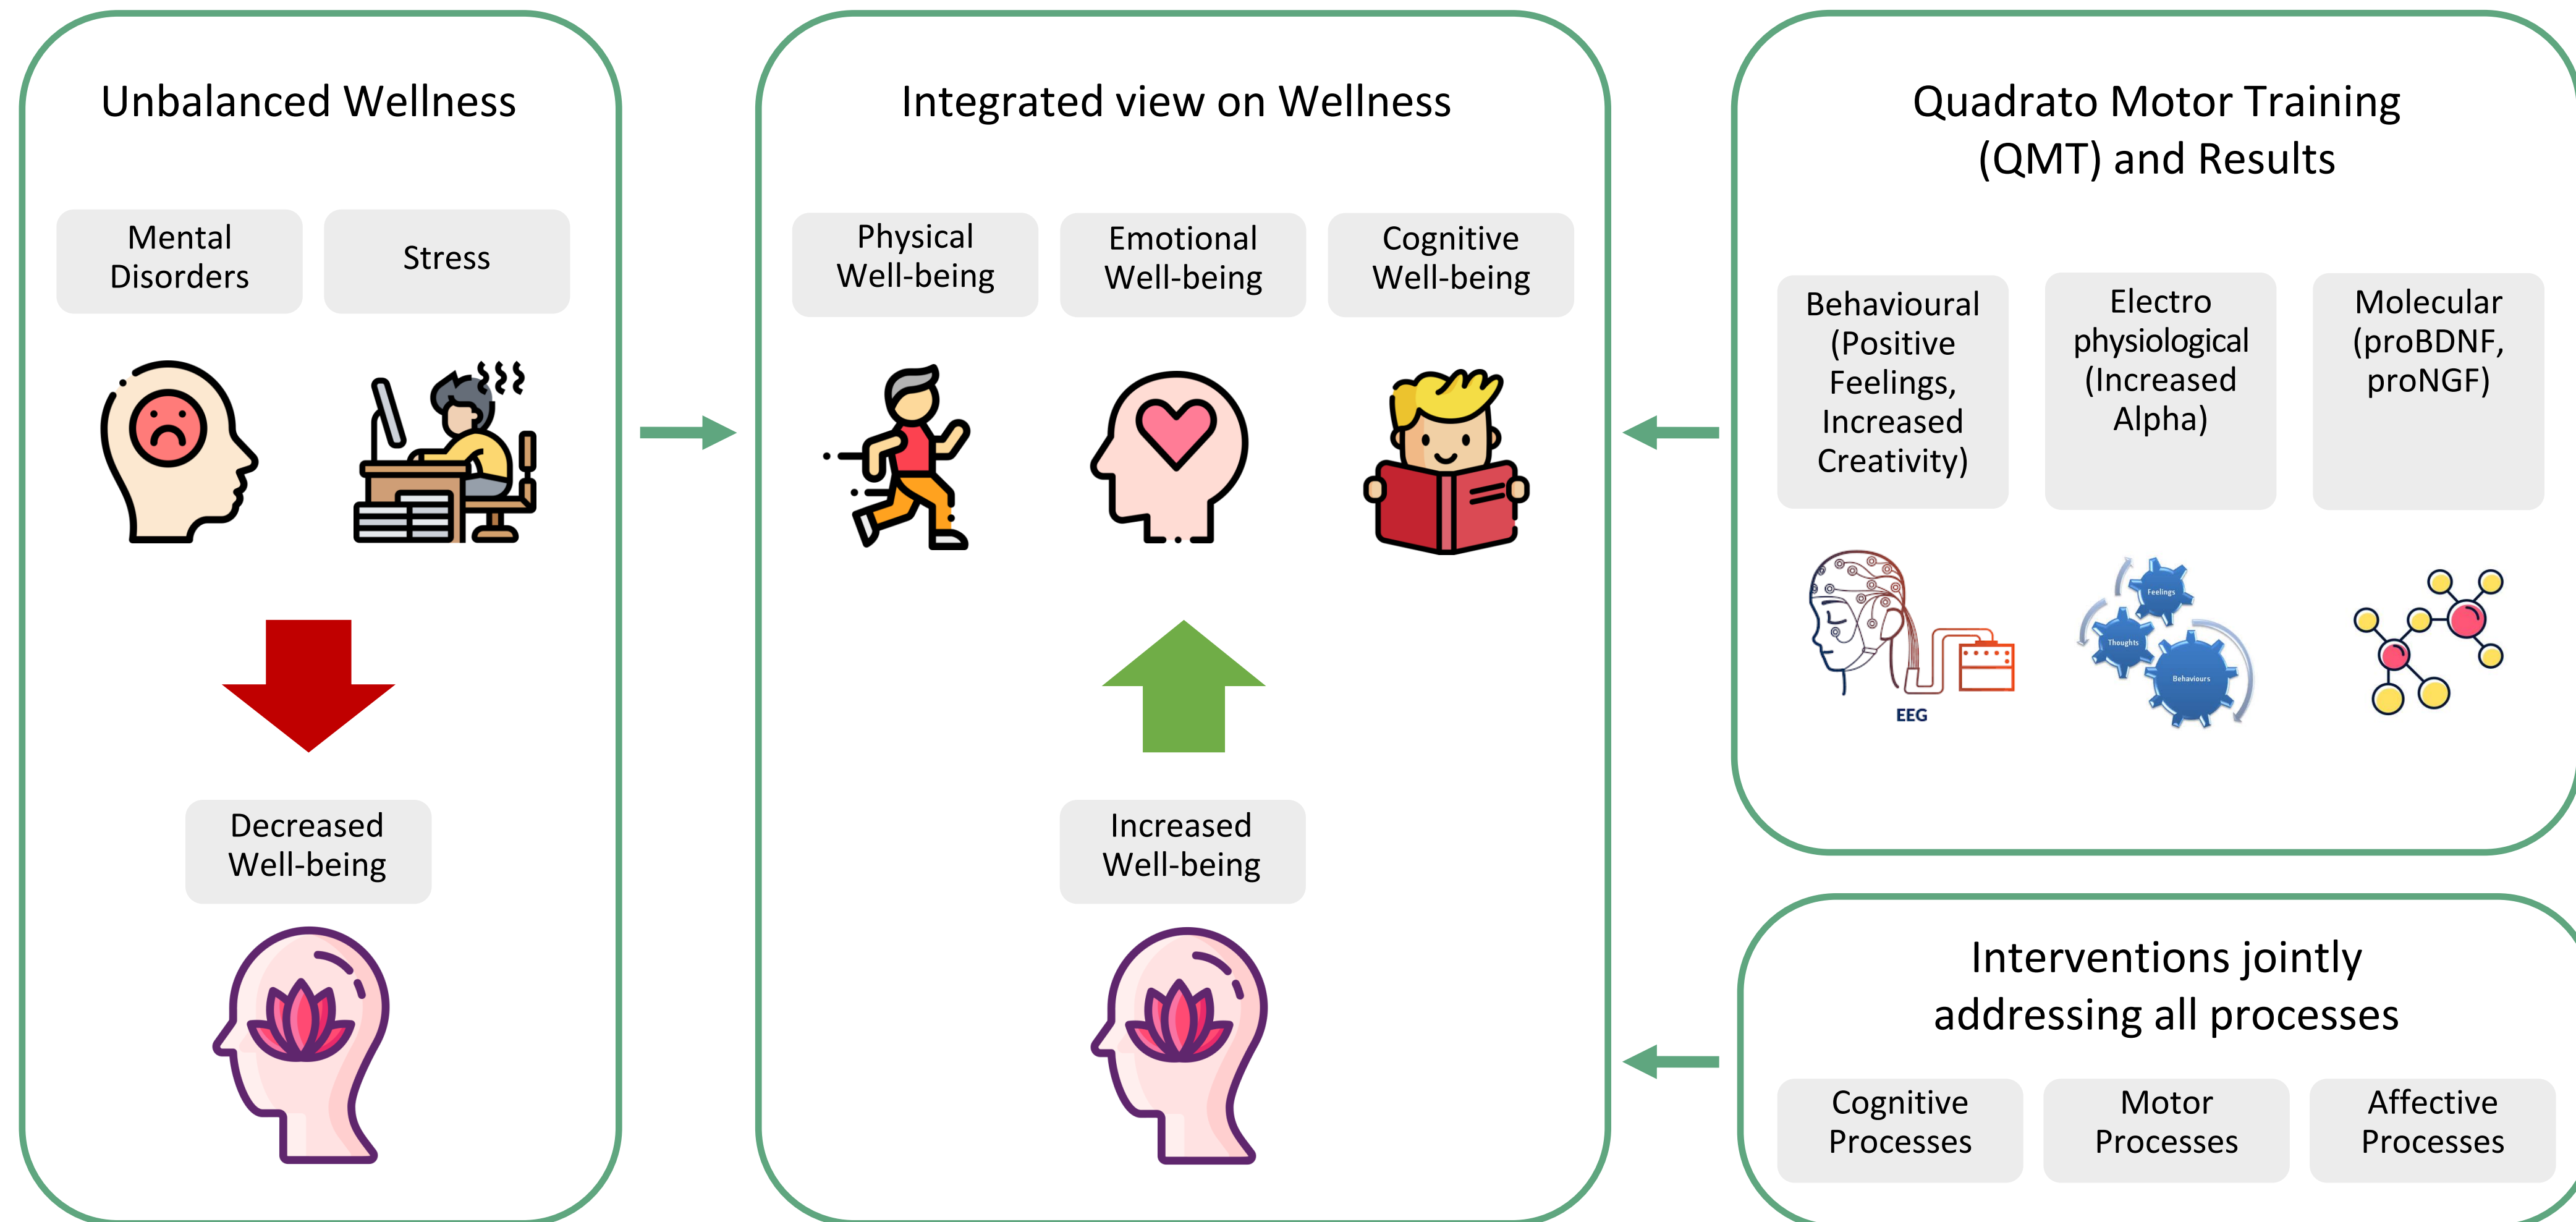 Unbalanced Wellness
Mental
Disorders
Stress
Decreased
Well-being
Integrated view on Wellness
Physical
Well-being
Emotional
Well-being
Cognitive
Well-being
Increased
Well-being
Quadrato Motor Training
(QMT) and Results
Behavioural
(Positive
Feelings,
Increased
Creativity)
Electro
physiological
(Increased
Alpha)
Molecular
(proBDNF,
proNGF)
EEG
Feelings
Thoughts
Behaviours
Interventions jointly
addressing all processes
Cognitive
Processes
Motor
Processes
Affective
Processes